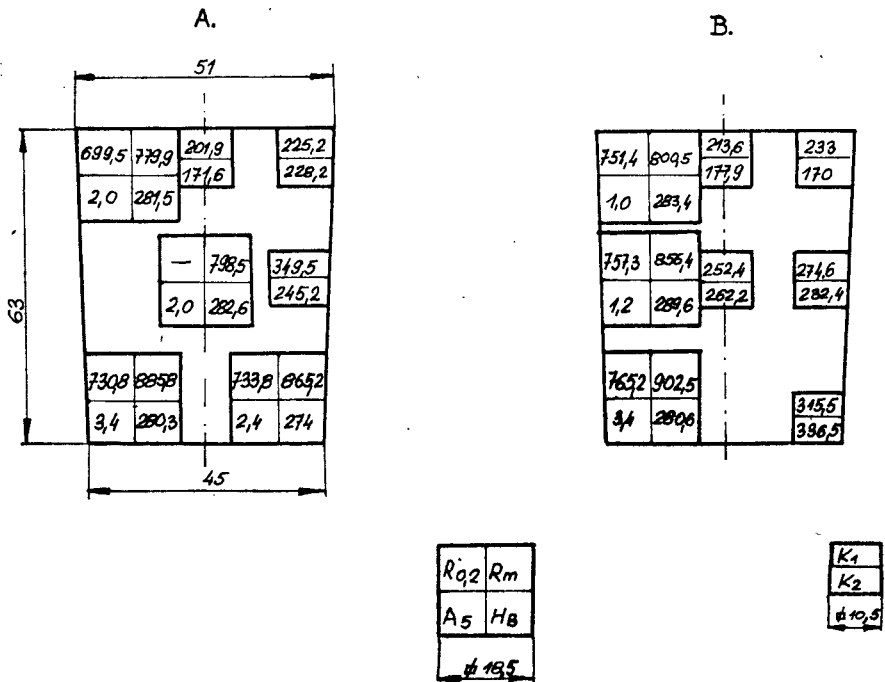 A.
B.
51
699,5 779,9 201,9 225,2
171,6 228,2
2,0 281,5
751,4 809,5 213,6 233
177,9 170
1,0 283,4
63
— 798,5 349,5
2,0 282,6 245,2
757,3 856,4 252,4 274,6
1,2 289,6 262,2 282,4
730,8 885,8 733,8 865,2
3,4 280,3 2,4 274
765,2 902,5
3,4 280,6
315,5
336,5
45
R0,2 Rm
A5 HB
ϕ 18,5
K1
K2
ϕ 10,5